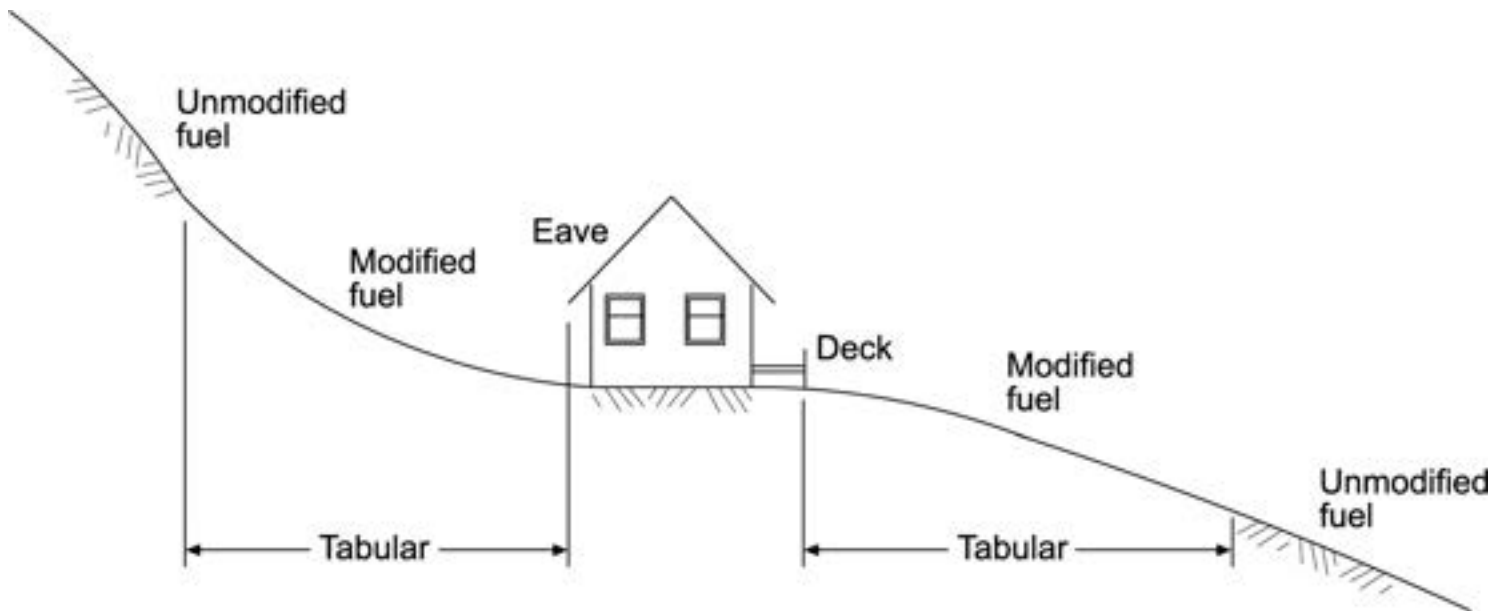 Unmodified
fuel
Eave
Modified
fuel
Deck
Modified
fuel
Unmodified
fuel
Tabular
Tabular